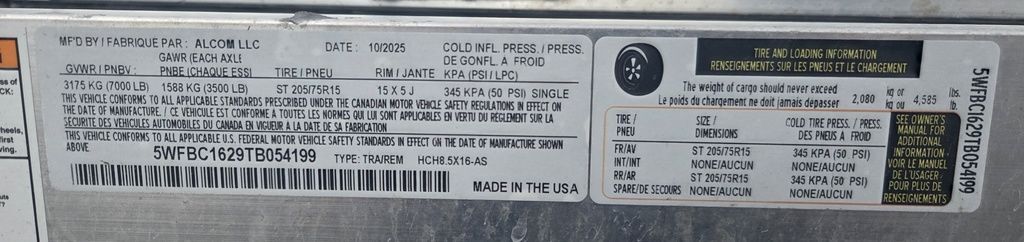 MF'D BY / FABRIQUE PAR : ALCOM LLC DATE : 10/2025 COLD INFL. PRESS. / PRESS.
GAWR (EACH AXLE DE GONFL. A FROID
GVWR / PNBV : PNBE (CHAQUE ESSI TIRE / PNEU RIM / JANTE KPA (PSI / LPC)
3175 KG (7000 LB) 1588 KG (3500 LB) ST 205/75R15 15 X 5 J 345 KPA (50 PSI) SINGLE
THIS VEHICLE CONFORMS TO ALL APPLICABLE STANDARDS PRESCRIBED UNDER THE CANADIAN MOTOR VEHICLE SAFETY REGULATIONS IN EFFECT ON
THE DATE OF MANUFACTURE. / CE VEHICULE EST CONFORME A TOUTES LES NORMES QUI LUI SONT APPLICABLES EN VERTU DU REGLEMENT SUR LA
SECURITE DES VEHICULES AUTOMOBILES DU CANADA EN VIGUEUR A LA DATE DE SA FABRICATION.
THIS VEHICLE CONFORMS TO ALL APPLICABLE U.S. FEDERAL MOTOR VEHICLE SAFETY STANDARDS IN EFFECT ON THE DATE OF MANUFACTURE SHOWN
ABOVE.
5WFBC1629TB054199 TYPE: TRA/REM HCH8.5X16-AS
MADE IN THE USA
TIRE AND LOADING INFORMATION
RENSEIGNEMENTS SUR LES PNEUS ET LE CHARGEMENT
The weight of cargo should never exceed
Le poids du chargement ne doit jamais dépasser 2,080 kg or kg ou 4,585 lbs. lb.
TIRE / SIZE / COLD TIRE PRESS. / PRESS.
PNEU DIMENSIONS DES PNEUS À FROID
FR/AV ST 205/75R15 345 KPA (50 PSI)
INT/INT NONE/AUCUN NONE/AUCUN
RR/AR ST 205/75R15 345 KPA (50 PSI)
SPARE/DE SECOURS NONE/AUCUN NONE/AUCUN
SEE OWNER'S
MANUAL FOR
ADDITIONAL
INFORMATION
VOIR LE MANUEL
DE L'USAGER
POUR PLUS DE
RENSEIGNEMENTS
5WFBC1629TB054199